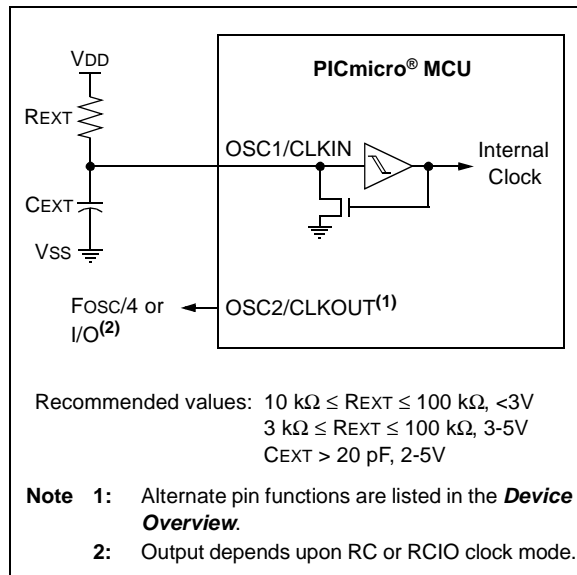 VDD
PICmicro® MCU
REXT
OSC1/CLKIN
Internal
Clock
CEXT
VSS
FOSC/4 or
I/O(2)
OSC2/CLKOUT(1)
Recommended values: 10 kΩ ≤ REXT ≤ 100 kΩ, <3V
3 kΩ ≤ REXT ≤ 100 kΩ, 3-5V
CEXT > 20 pF, 2-5V
Note 1: Alternate pin functions are listed in the Device
Overview.
2: Output depends upon RC or RCIO clock mode.